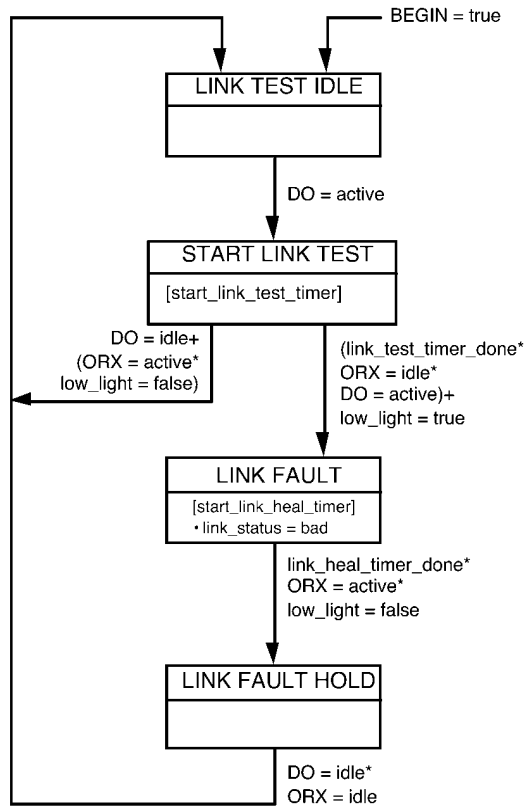 BEGIN = true
LINK TEST IDLE
DO = active
START LINK TEST
[start_link_test_timer]
DO = idle+
(ORX = active*
low_light = false)
(link_test_timer_done*
ORX = idle*
DO = active)+
low_light = true
LINK FAULT
[start_link_heal_timer]
• link_status = bad
link_heal_timer_done*
ORX = active*
low_light = false
LINK FAULT HOLD
DO = idle*
ORX = idle